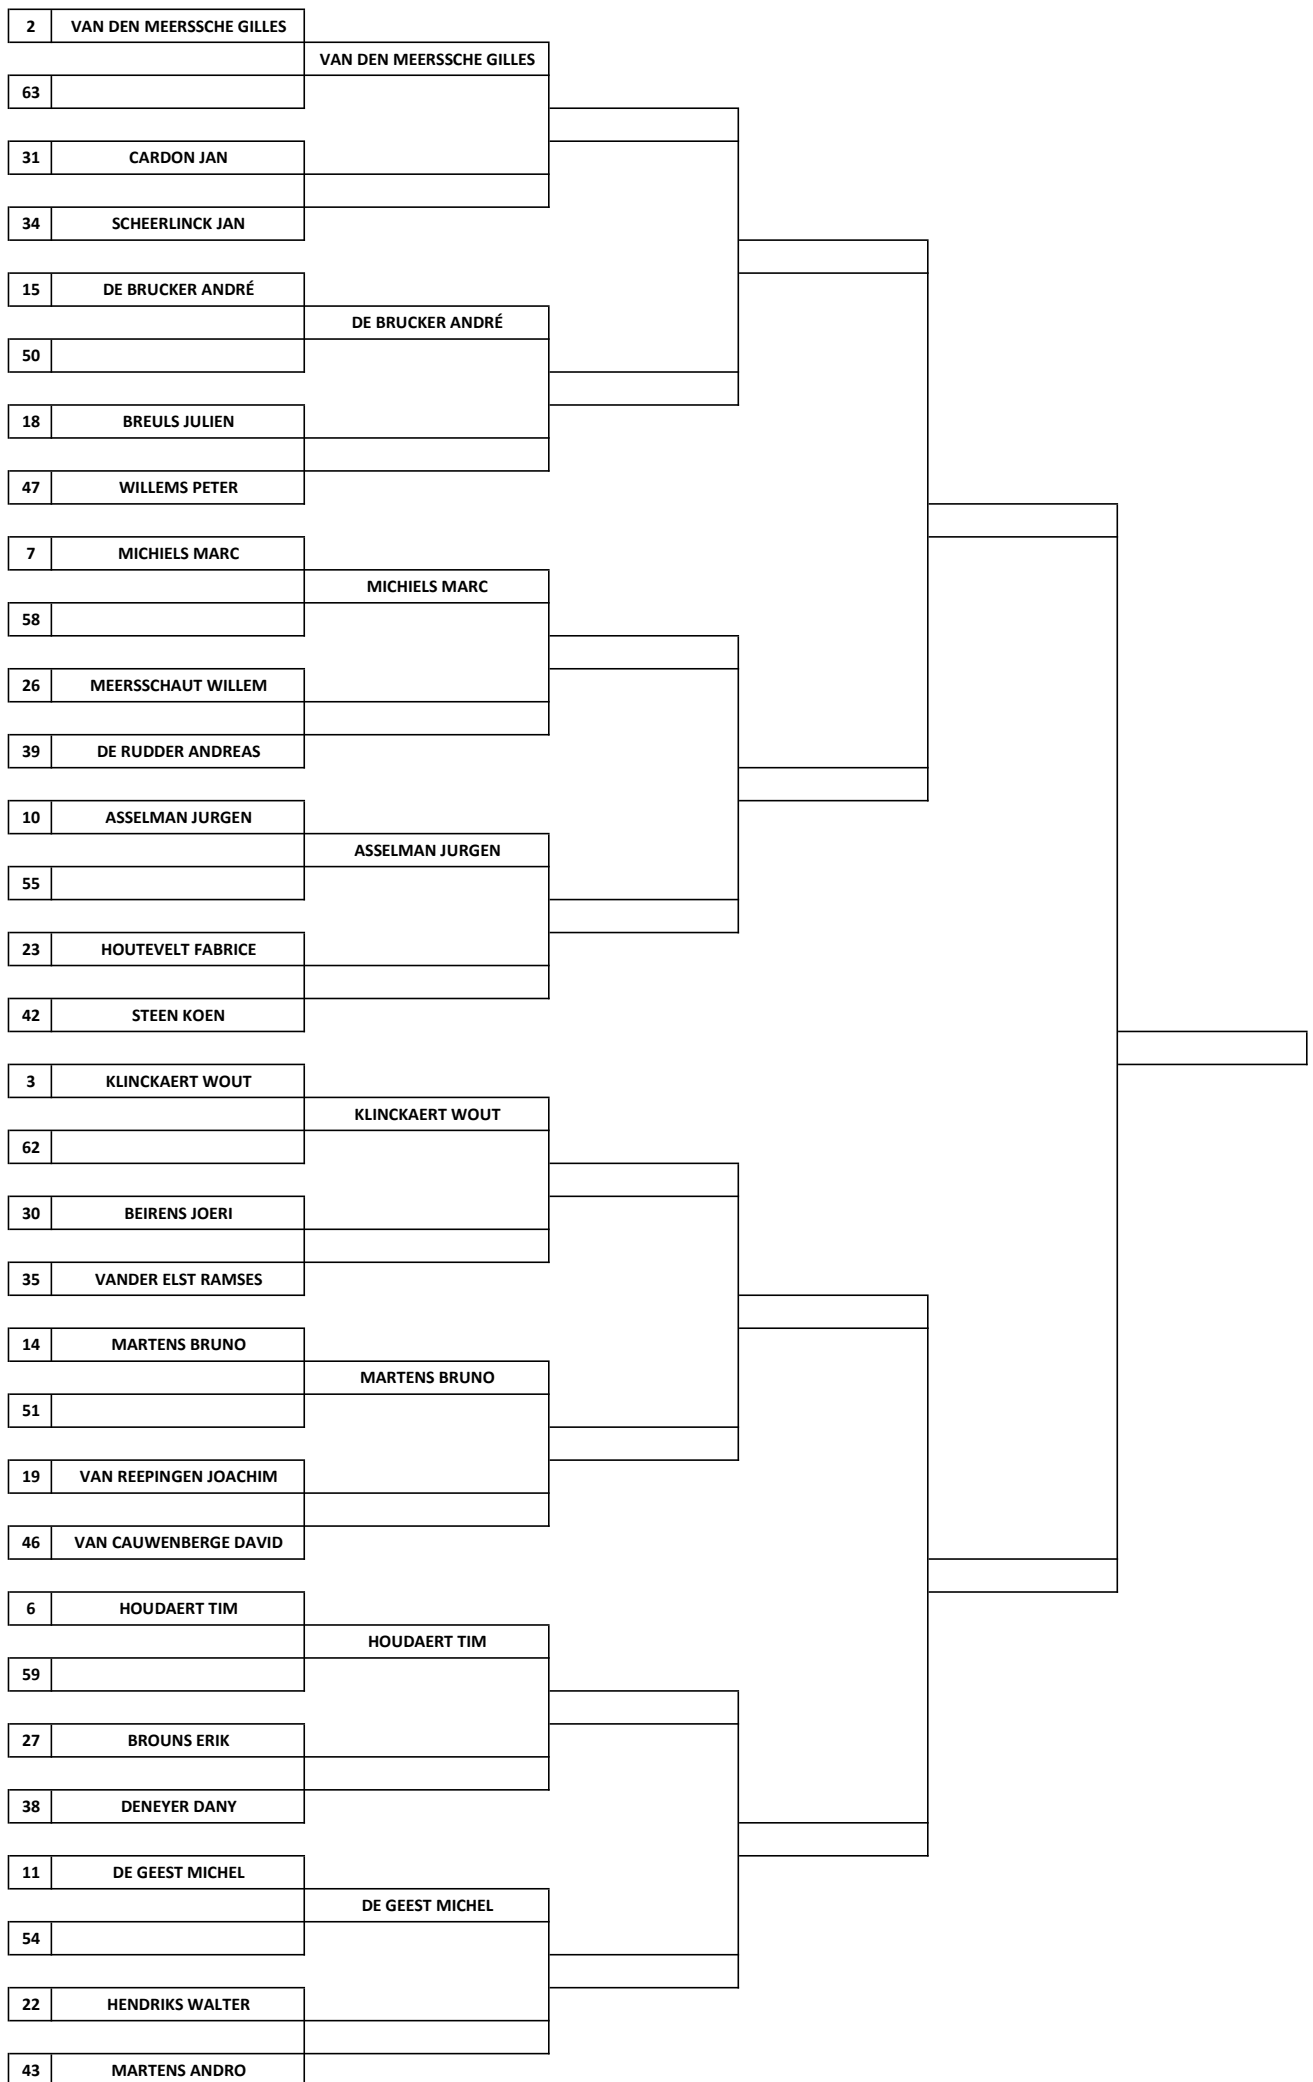 2 VAN DEN MEERSSCHE GILLES
VAN DEN MEERSSCHE GILLES
63
31 CARDON JAN
34 SCHEERLINCK JAN
15 DE BRUCKER ANDRÉ
DE BRUCKER ANDRÉ
50
18 BREULS JULIEN
47 WILLEMS PETER
7 MICHIELS MARC
MICHIELS MARC
58
26 MEERSSCHAUT WILLEM
39 DE RUDDER ANDREAS
10 ASSELMAN JURGEN
ASSELMAN JURGEN
55
23 HOUTEVELT FABRICE
42 STEEN KOEN
3 KLINCKAERT WOUT
KLINCKAERT WOUT
62
30 BEIRENS JOERI
35 VANDER ELST RAMSES
14 MARTENS BRUNO
MARTENS BRUNO
51
19 VAN REEPINGEN JOACHIM
46 VAN CAUWENBERGE DAVID
6 HOUDAERT TIM
HOUDAERT TIM
59
27 BROUNS ERIK
38 DENEYER DANY
11 DE GEEST MICHEL
DE GEEST MICHEL
54
22 HENDRIKS WALTER
43 MARTENS ANDRO